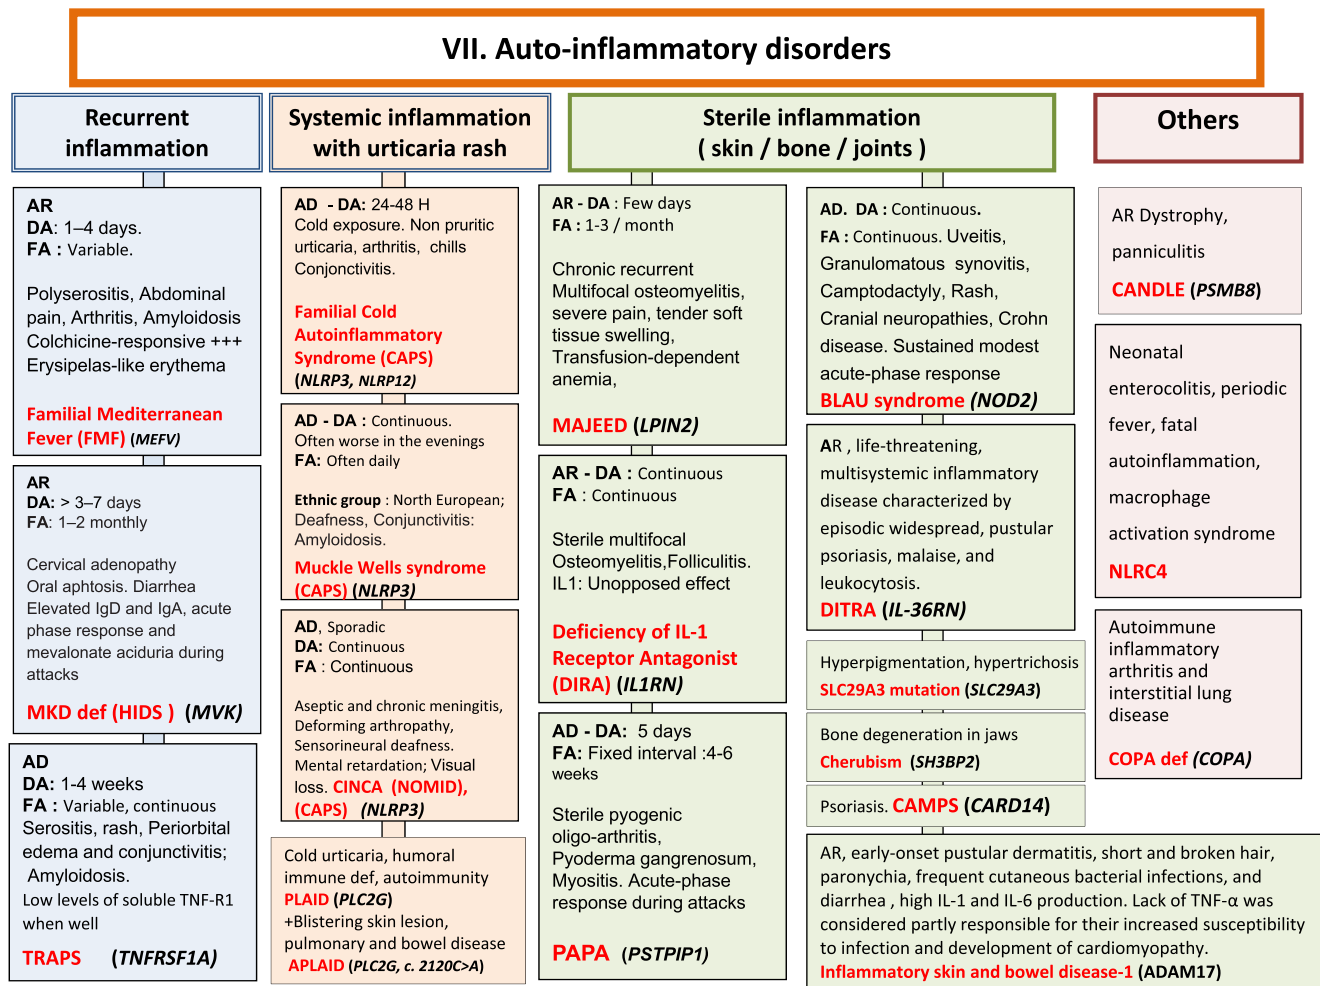 VII. Auto-inflammatory disorders
Recurrent
inflammation
AR
DA: 1–4 days.
FA : Variable.
Polyserositis, Abdominal
pain, Arthritis, Amyloidosis
Colchicine-responsive +++
Erysipelas-like erythema
Familial Mediterranean
Fever (FMF) (MEFV)
AR
DA: > 3–7 days
FA: 1–2 monthly
Cervical adenopathy
Oral aphtosis. Diarrhea
Elevated IgD and IgA, acute
phase response and
mevalonate aciduria during
attacks
MKD def (HIDS ) (MVK)
AD
DA: 1-4 weeks
FA : Variable, continuous
Serositis, rash, Periorbital
edema and conjunctivitis;
Amyloidosis.
Low levels of soluble TNF-R1
when well
TRAPS (TNFRSF1A)
Systemic inflammation
with urticaria rash
AD - DA: 24-48 H
Cold exposure. Non pruritic
urticaria, arthritis, chills
Conjonctivitis.
Familial Cold
Autoinflammatory
Syndrome (CAPS)
(NLRP3, NLRP12)
AD - DA : Continuous.
Often worse in the evenings
FA: Often daily
Ethnic group : North European;
Deafness, Conjunctivitis:
Amyloidosis.
Muckle Wells syndrome
(CAPS) (NLRP3)
AD, Sporadic
DA: Continuous
FA : Continuous
Aseptic and chronic meningitis,
Deforming arthropathy,
Sensorineural deafness.
Mental retardation; Visual
loss. CINCA (NOMID),
(CAPS) (NLRP3)
Cold urticaria, humoral
immune def, autoimmunity
PLAID (PLC2G)
+Blistering skin lesion,
pulmonary and bowel disease
APLAID (PLC2G, c. 2120C>A)
Sterile inflammation
( skin / bone / joints )
AR - DA : Few days
FA : 1-3 / month
Chronic recurrent
Multifocal osteomyelitis,
severe pain, tender soft
tissue swelling,
Transfusion-dependent
anemia,
MAJEED (LPIN2)
AR - DA : Continuous
FA : Continuous
Sterile multifocal
Osteomyelitis,Folliculitis.
IL1: Unopposed effect
Deficiency of IL-1
Receptor Antagonist
(DIRA) (IL1RN)
AD - DA: 5 days
FA: Fixed interval :4-6
weeks
Sterile pyogenic
oligo-arthritis,
Pyoderma gangrenosum,
Myositis. Acute-phase
response during attacks
PAPA (PSTPIP1)
AD. DA : Continuous.
FA : Continuous. Uveitis,
Granulomatous synovitis,
Camptodactyly, Rash,
Cranial neuropathies, Crohn
disease. Sustained modest
acute-phase response
BLAU syndrome (NOD2)
AR , life-threatening,
multisystemic inflammatory
disease characterized by
episodic widespread, pustular
psoriasis, malaise, and
leukocytosis.
DITRA (IL-36RN)
Hyperpigmentation, hypertrichosis
SLC29A3 mutation (SLC29A3)
Bone degeneration in jaws
Cherubism (SH3BP2)
Psoriasis. CAMPS (CARD14)
AR, early-onset pustular dermatitis, short and broken hair,
paronychia, frequent cutaneous bacterial infections, and
diarrhea , high IL-1 and IL-6 production. Lack of TNF-α was
considered partly responsible for their increased susceptibility
to infection and development of cardiomyopathy.
Inflammatory skin and bowel disease-1 (ADAM17)
Others
AR Dystrophy,
panniculitis
CANDLE (PSMB8)
Neonatal
enterocolitis, periodic
fever, fatal
autoinflammation,
macrophage
activation syndrome
NLRC4
Autoimmune
inflammatory
arthritis and
interstitial lung
disease
COPA def (COPA)